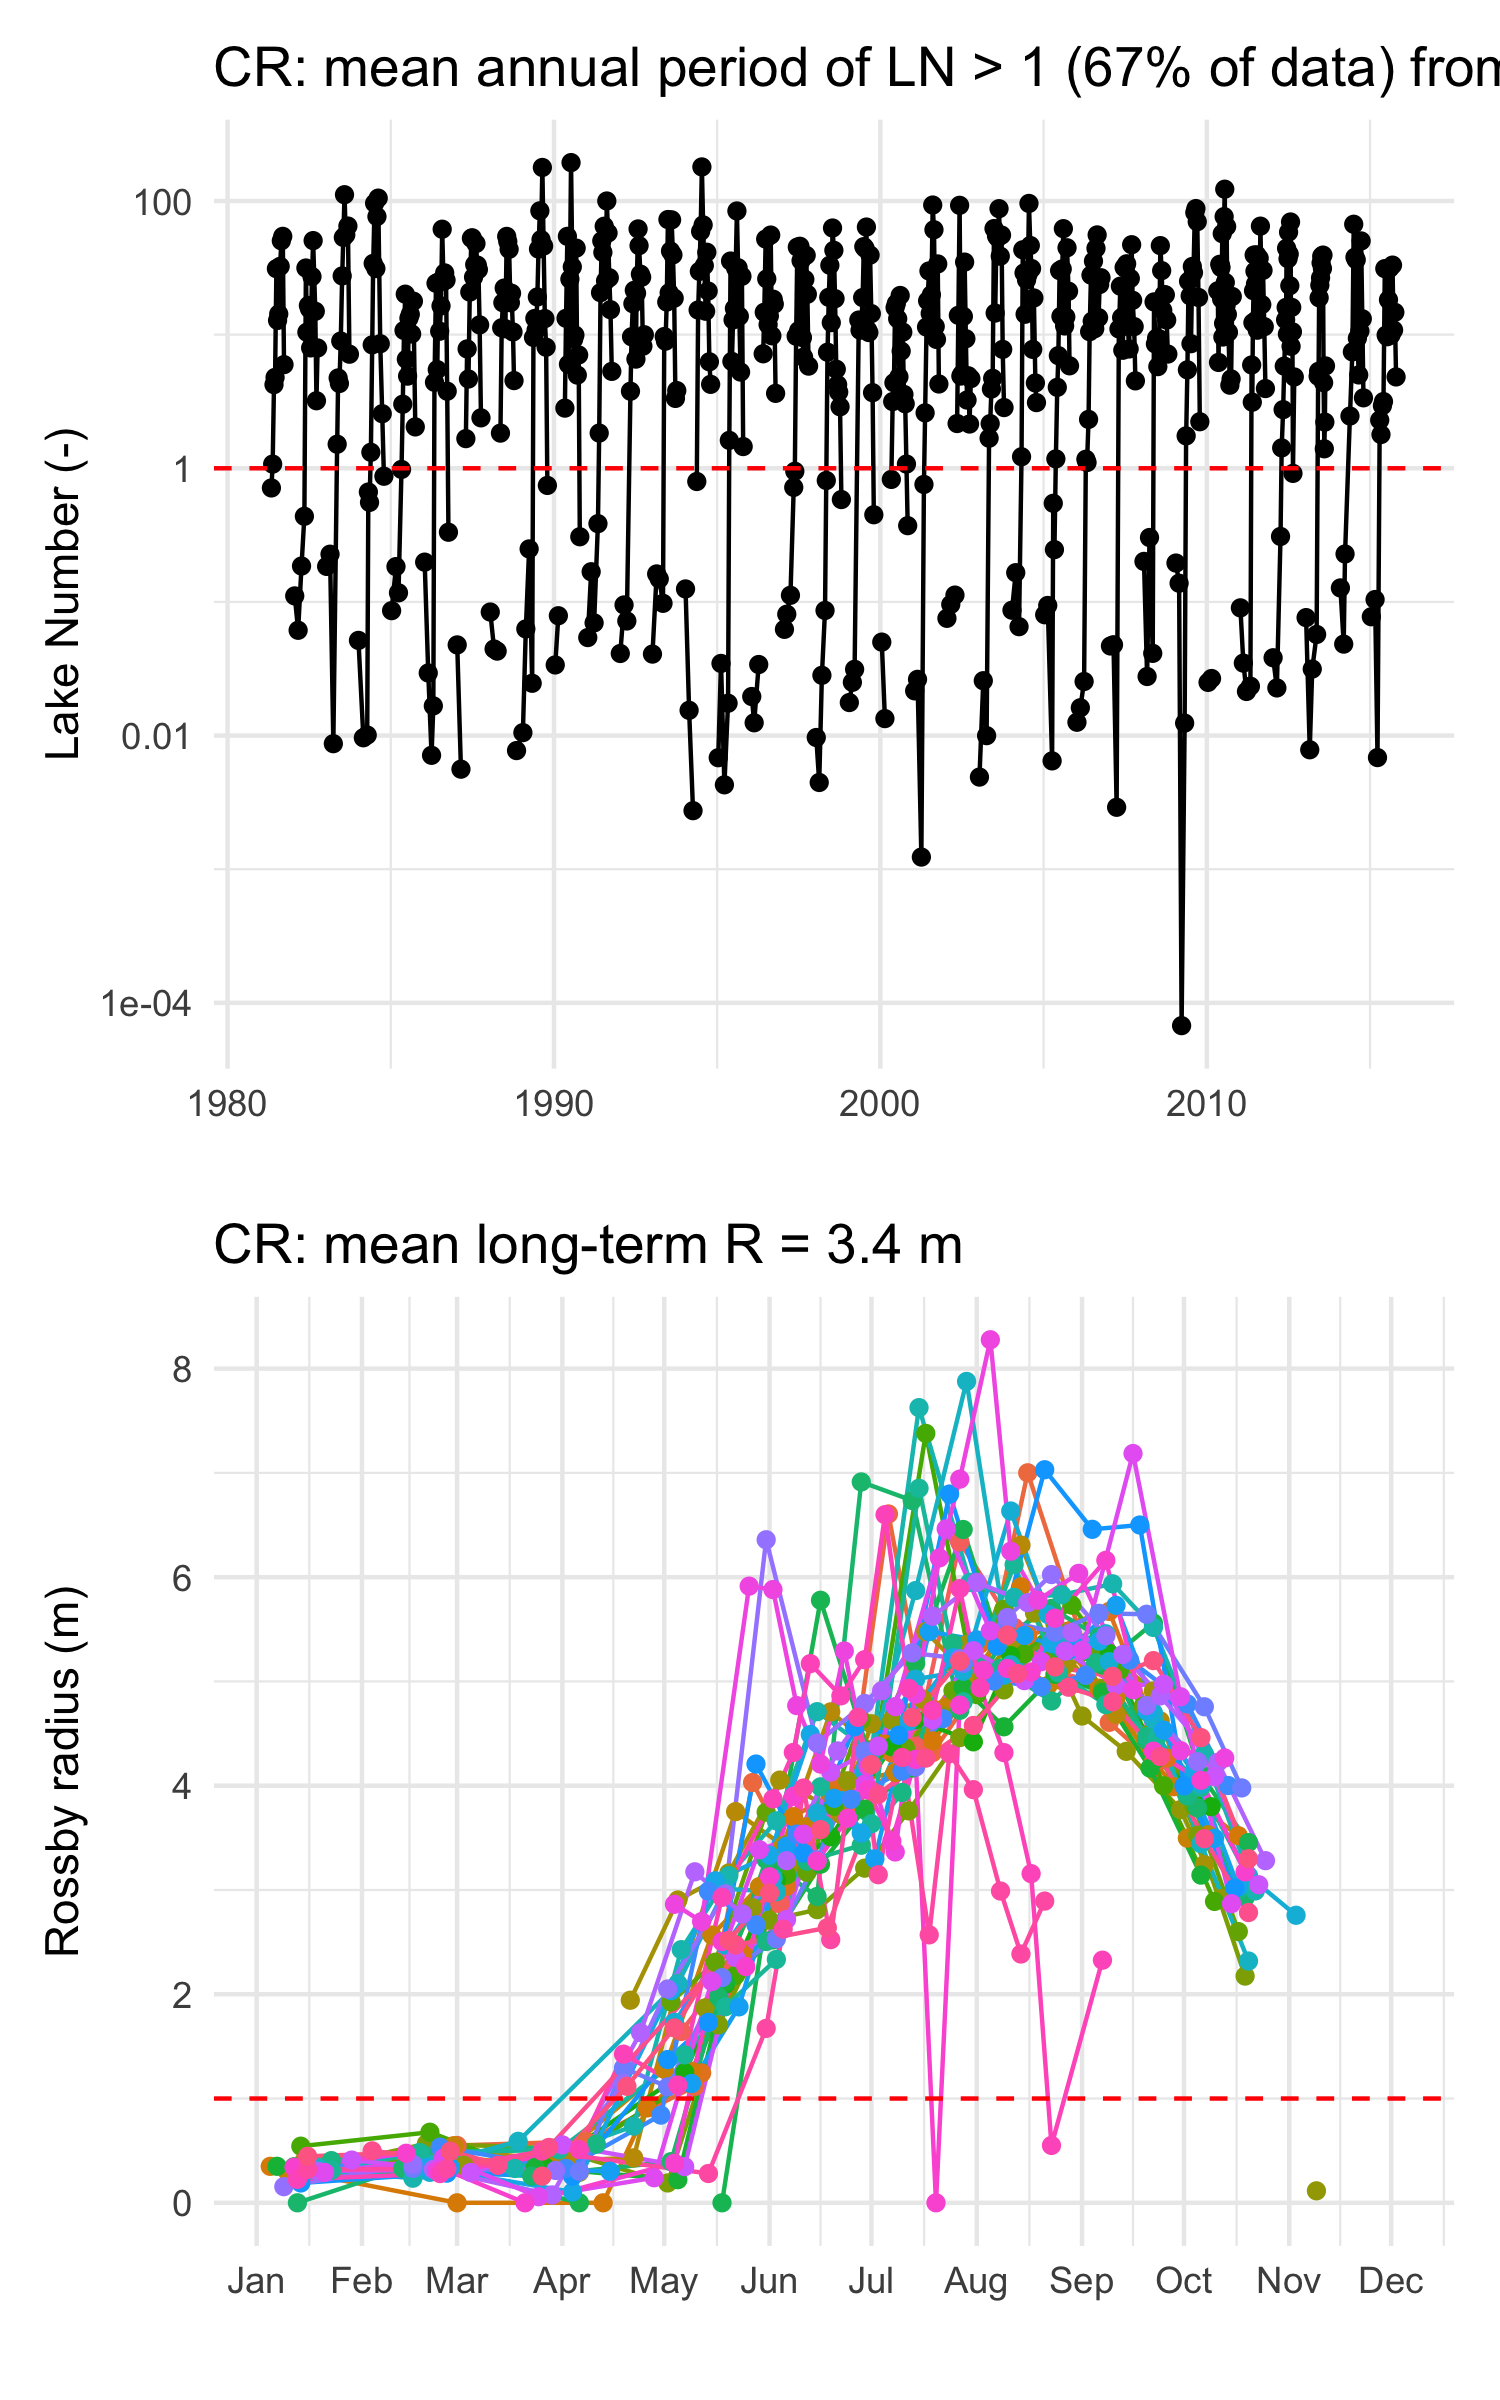 CR: mean annual period of LN > 1 (67% of data) from
100
1
0.01
1e-04
Lake Number (-)
1980 1990 2000 2010
CR: mean long-term R = 3.4 m
8
6
4
2
0
Rossby radius (m)
Jan Feb Mar Apr May Jun Jul Aug Sep Oct Nov Dec